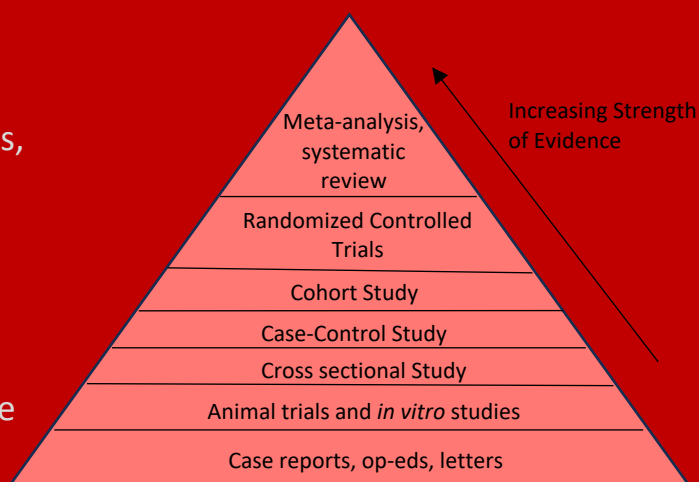 Meta-analysis,
systematic
review
Increasing Strength
of Evidence
s,
Randomized Controlled
Trials
Cohort Study
Case-Control Study
Cross sectional Study
e
Animal trials and in vitro studies
Case reports, op-eds, letters